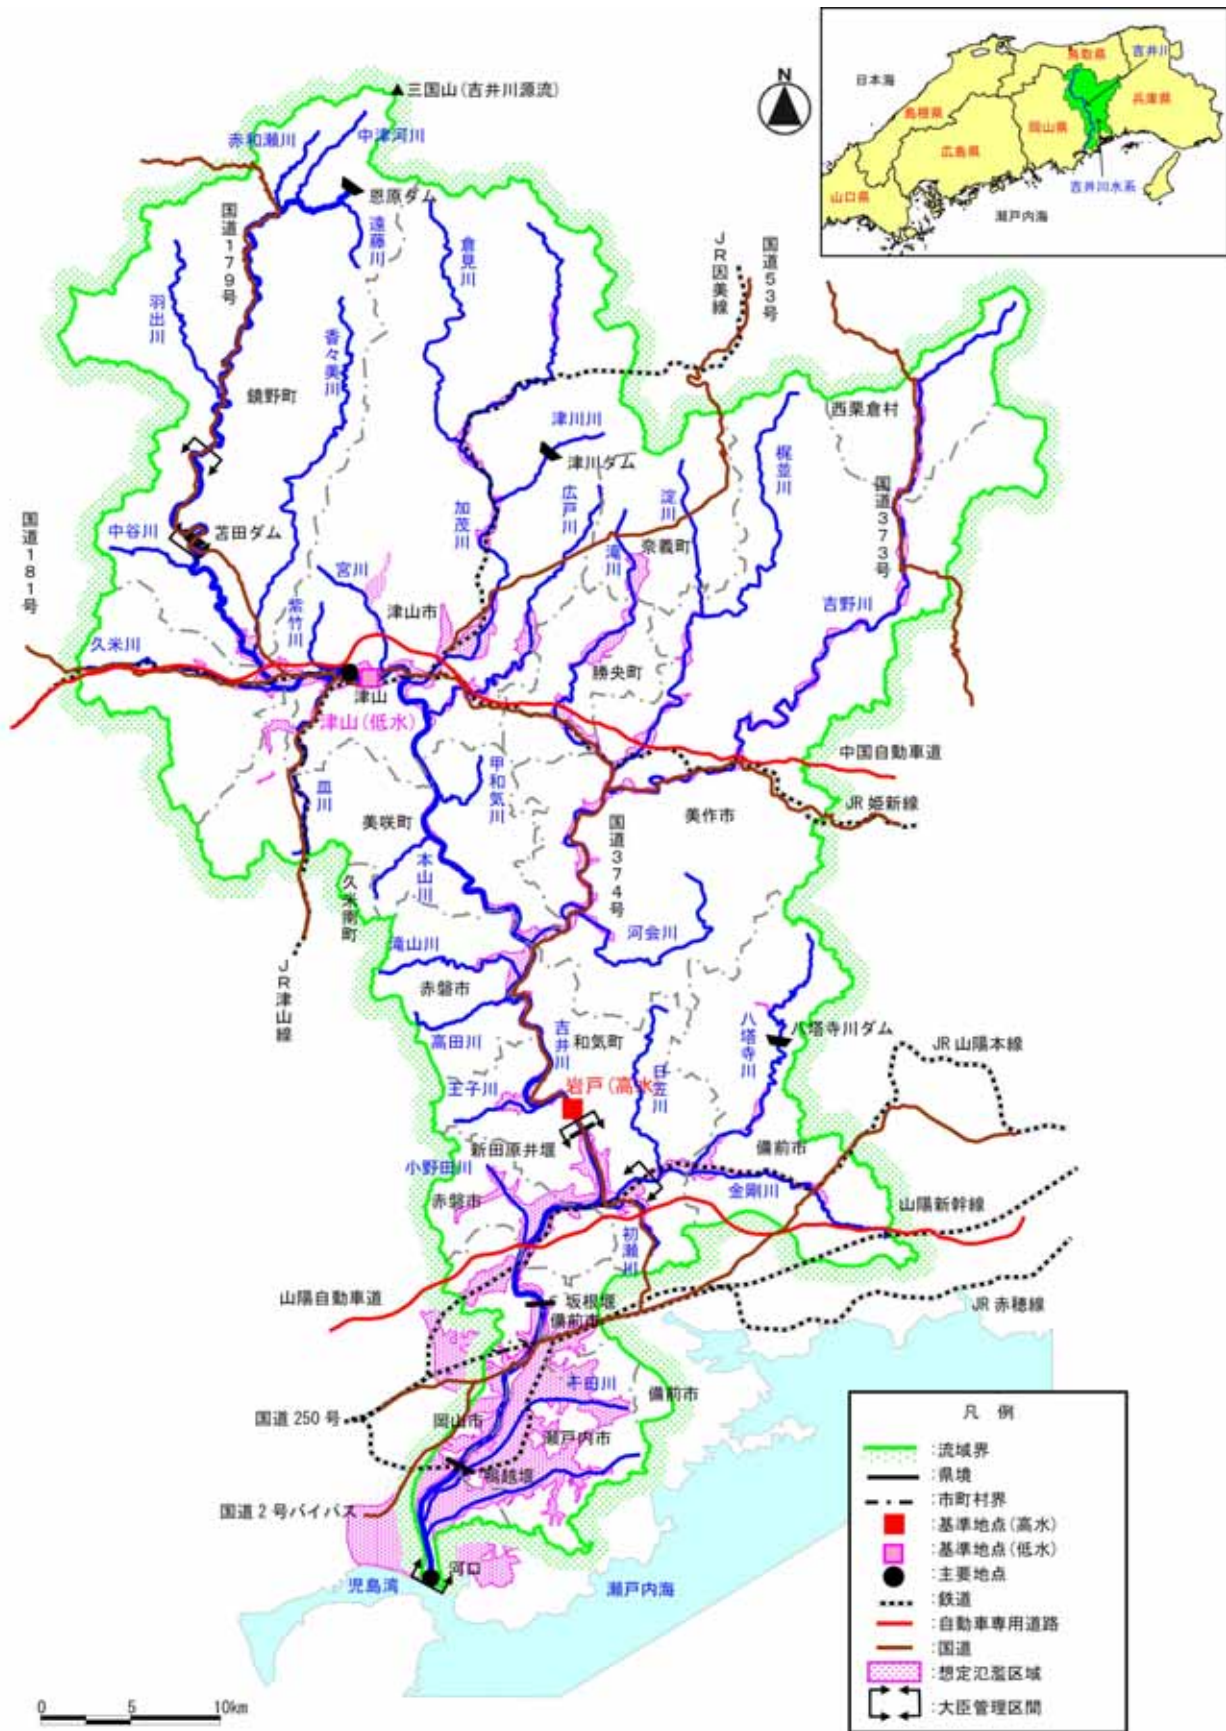 三国山(吉井川源流)
N
鳥取県
吉井川
日本海
兵庫県
島根県
岡山県
広島県
山口県
吉井川水系
瀬戸内海
赤和瀬川
中津河川
恩原ダム
遠藤川
倉見川
国道179号
羽出川
香々美川
JR因美線
国道53号
鏡野町
西粟倉村
津川川
津川ダム
梶並川
広戸川
淀川
加茂川
滝川
奈義町
国道373号
国道181号
中谷川
苫田ダム
宮川
紫竹川
津山市
吉野川
久米川
勝央町
津山
津山(低水)
中国自動車道
皿川
甲和気川
JR姫新線
美咲町
美作市
国道374号
本山川
久米南町
河会川
滝山川
JR津山線
赤磐市
吉井川
和気町
八塔寺川
八塔寺川ダム
高田川
JR山陽本線
岩戸(高水
日笠川
王子川
新田原井堰
備前市
小野田川
金剛川
赤磐市
山陽新幹線
初瀬川
山陽自動車道
坂根堰
備前市
JR赤穂線
千田川
備前市
国道250号
岡山市
瀬戸内市
鴨越堰
国道2号バイパス
河口
児島湾
瀬戸内海
凡 例
:流域界
:県境
:市町村界
:基準地点(高水)
:基準地点(低水)
:主要地点
:鉄道
:自動車専用道路
:国道
:想定氾濫区域
:大臣管理区間
0 5 10km